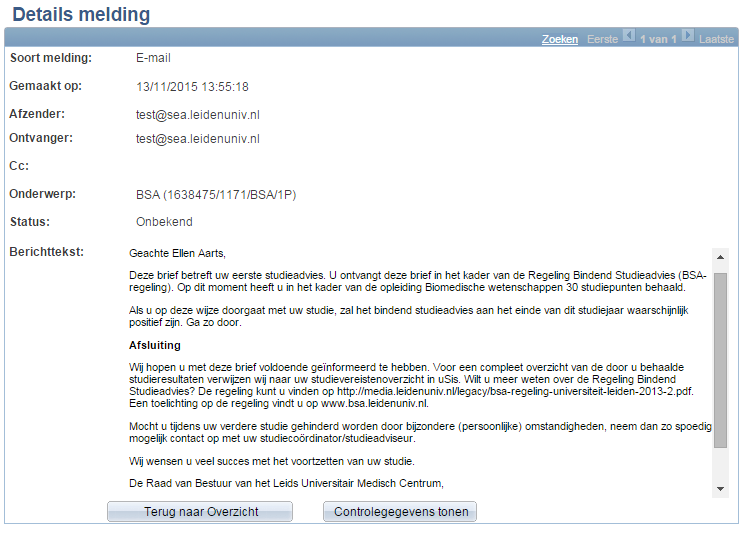 Details melding
Zoeken Eerste 1 van 1 Laatste
Soort melding: E-mail
Gemaakt op: 13/11/2015 13:55:18
Afzender: test@sea.leidenuniv.nl
Ontvanger: test@sea.leidenuniv.nl
Cc:
Onderwerp: BSA (1638475/1171/BSA/1P)
Status: Onbekend
Berichttekst: Geachte Ellen Aarts,
Deze brief betreft uw eerste studieadvies. U ontvangt deze brief in het kader van de Regeling Bindend Studieadvies (BSA-
regeling). Op dit moment heeft u in het kader van de opleiding Biomedische wetenschappen 30 studiepunten behaald.
Als u op deze wijze doorgaat met uw studie, zal het bindend studieadvies aan het einde van dit studiejaar waarschijnlijk
positief zijn. Ga zo door.
Afsluiting
Wij hopen u met deze brief voldoende geïnformeerd te hebben. Voor een compleet overzicht van de door u behaalde
studieresultaten verwijzen wij naar uw studievereistenoverzicht in uSis. Wilt u meer weten over de Regeling Bindend
Studieadvies? De regeling kunt u vinden op http://media.leidenuniv.nl/legacy/bsa-regeling-universiteit-leiden-2013-2.pdf.
Een toelichting op de regeling vindt u op www.bsa.leidenuniv.nl.
Mocht u tijdens uw verdere studie gehinderd worden door bijzondere (persoonlijke) omstandigheden, neem dan zo spoedig
mogelijk contact op met uw studiecoördinator/studieadviseur.
Wij wensen u veel succes met het voortzetten van uw studie.
De Raad van Bestuur van het Leids Universitair Medisch Centrum,
Terug naar Overzicht Controlegegevens tonen